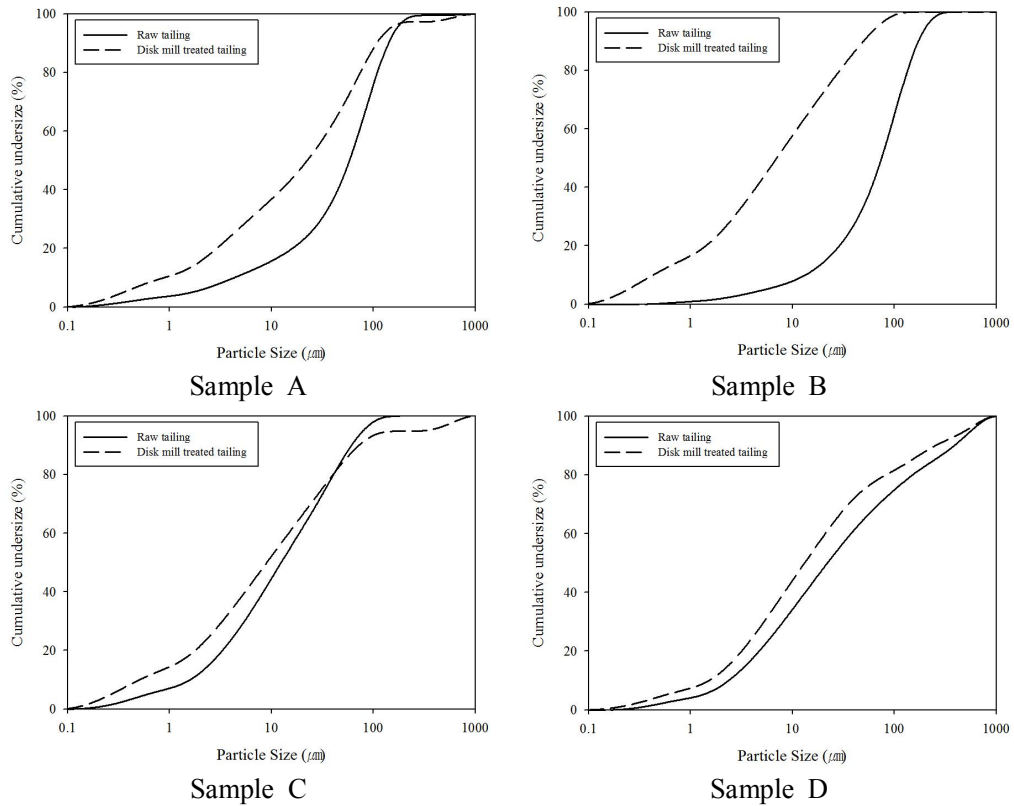 Raw tailing
Disk mill treated tailing
Cumulative undersize (%)
100
80
60
40
20
0
0.1 1 10 100 1000
Particle Size (㎛)
Sample A
Raw tailing
Disk mill treated tailing
Cumulative undersize (%)
100
80
60
40
20
0
0.1 1 10 100 1000
Particle Size (㎛)
Sample B
Raw tailing
Disk mill treated tailing
Cumulative undersize (%)
100
80
60
40
20
0
0.1 1 10 100 1000
Particle Size (㎛)
Sample C
Raw tailing
Disk mill treated tailing
Cumulative undersize (%)
100
80
60
40
20
0
0.1 1 10 100 1000
Particle Size (㎛)
Sample D